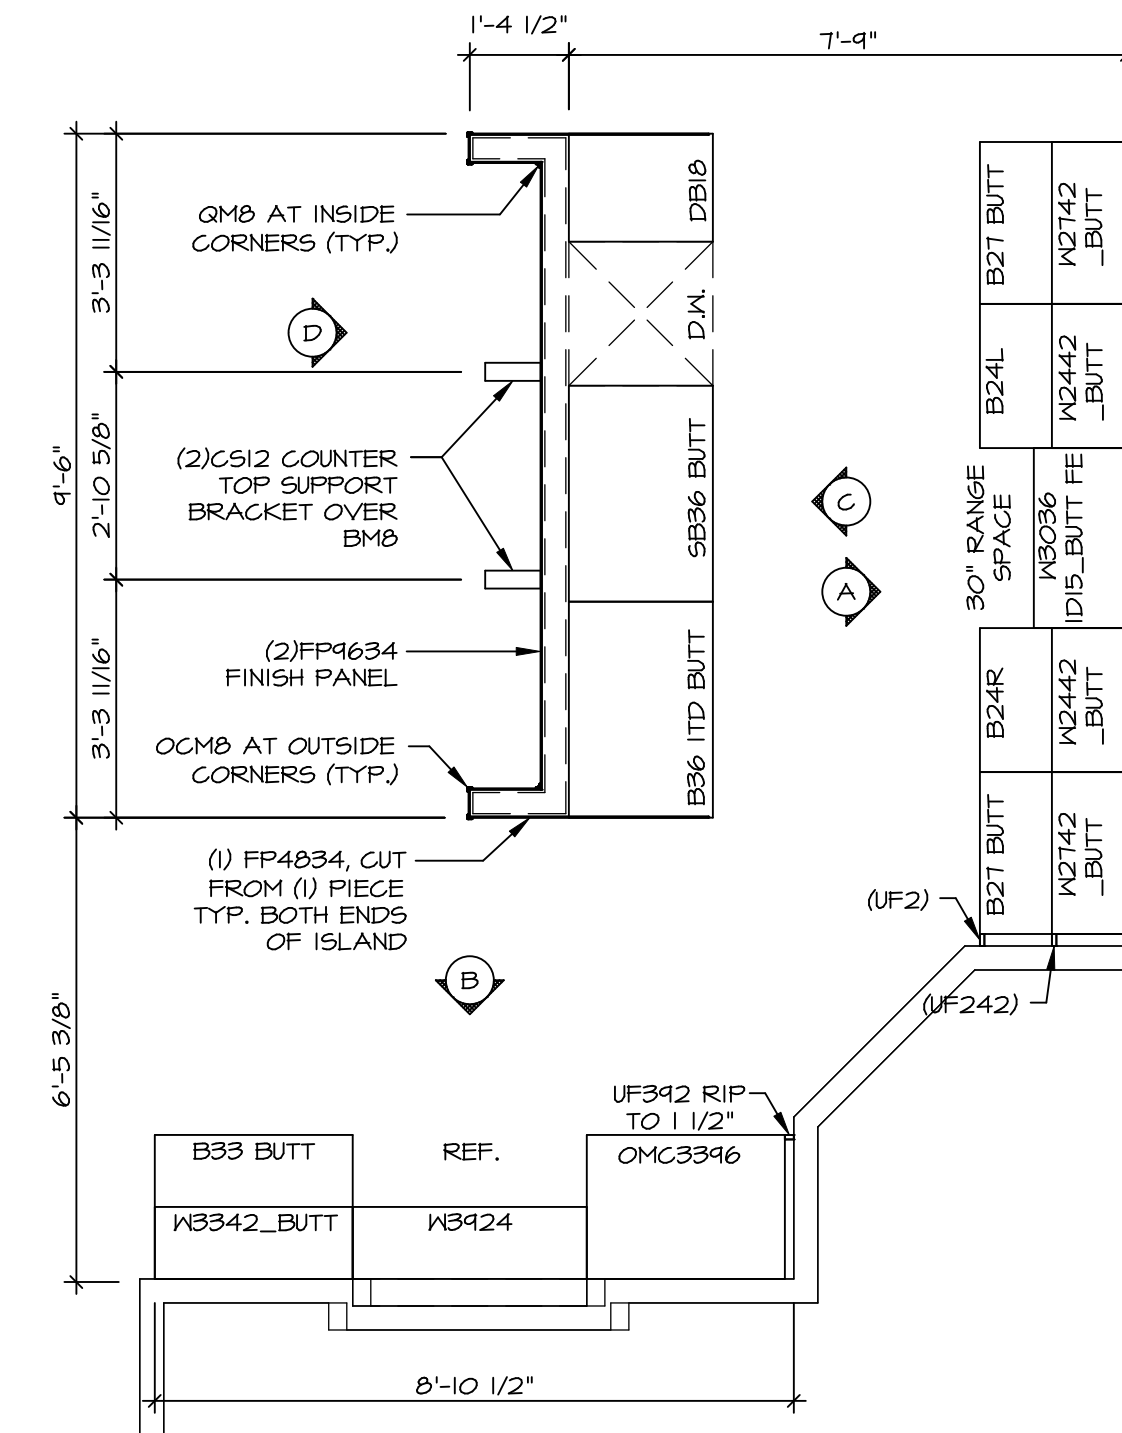 1'-4 1/2"
7'-9"
QM8 AT INSIDE
CORNERS (TYP.)
3'-3 11/16"
D
9'-6"
2'-10 5/8"
(2)CS12 COUNTER
TOP SUPPORT
BRACKET OVER
BM8
3'-3 11/16"
(2)FP9634
FINISH PANEL
OCM8 AT OUTSIDE
CORNERS (TYP.)
(1) FP4834, CUT
FROM (1) PIECE
TYP. BOTH ENDS
OF ISLAND
DB18
D.W.
SB36 BUTT
B36 1TD BUTT
C
A
B27 BUTT
W2742
_BUTT
B24L
W2442
_BUTT
30" RANGE
SPACE
W3036
1D15_BUTT FE
B24R
W2442
_BUTT
B27 BUTT
W2742
_BUTT
(UF2)
(UF242)
B
6'-5 3/8"
UF392 RIP
TO 1 1/2"
B33 BUTT
REF.
OMC3396
W3342_BUTT
W3924
8'-10 1/2"